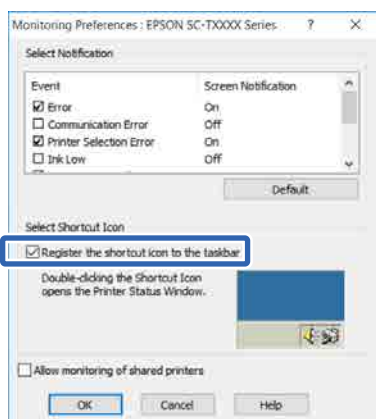 Monitoring Preferences : EPSON SC-TXXXX Series ? ×
Select Notification
Event Screen Notification
Error On
Communication Error Off
Printer Selection Error On
Ink Low Off
Default
Select Shortcut Icon
Register the shortcut icon to the taskbar
Double-clicking the Shortcut Icon
opens the Printer Status Window.
Allow monitoring of shared printers
OK Cancel Help